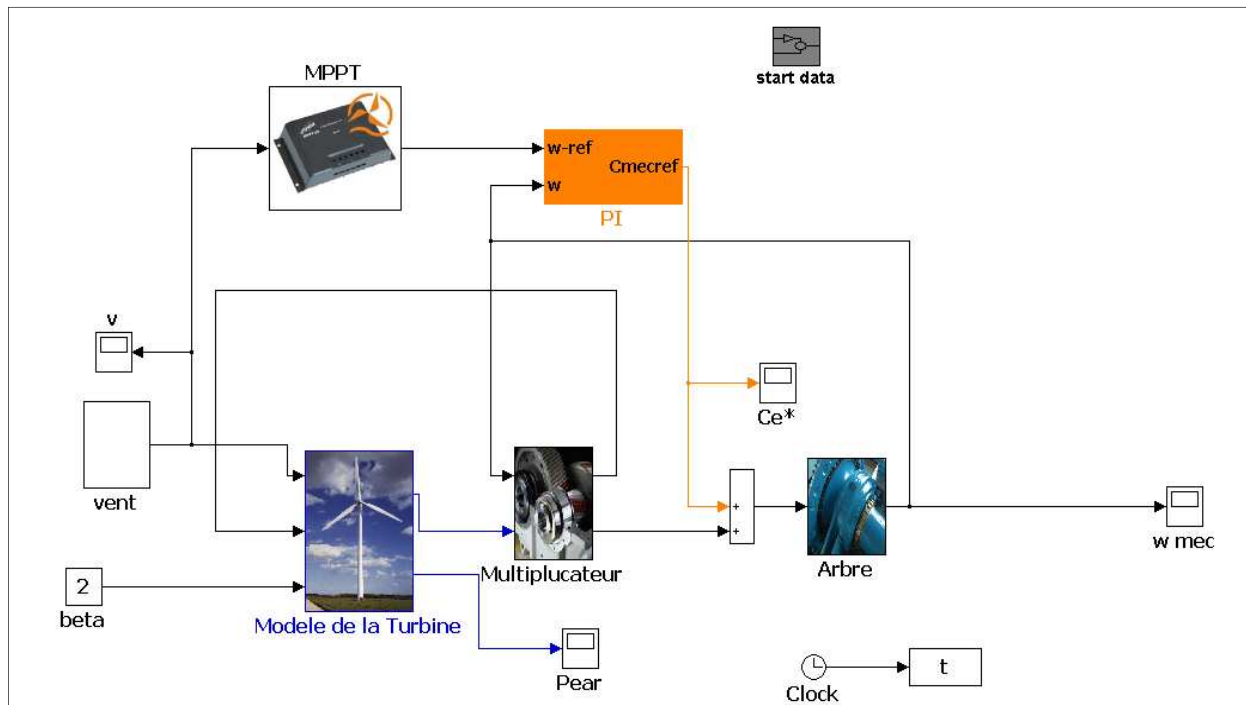 start data
MPPT
w-ref
Cmecref
w
PI
v
Ce*
vent
+
+
w mec
Multiplucateur
Arbre
2
beta
Modele de la Turbine
Pear
t
Clock